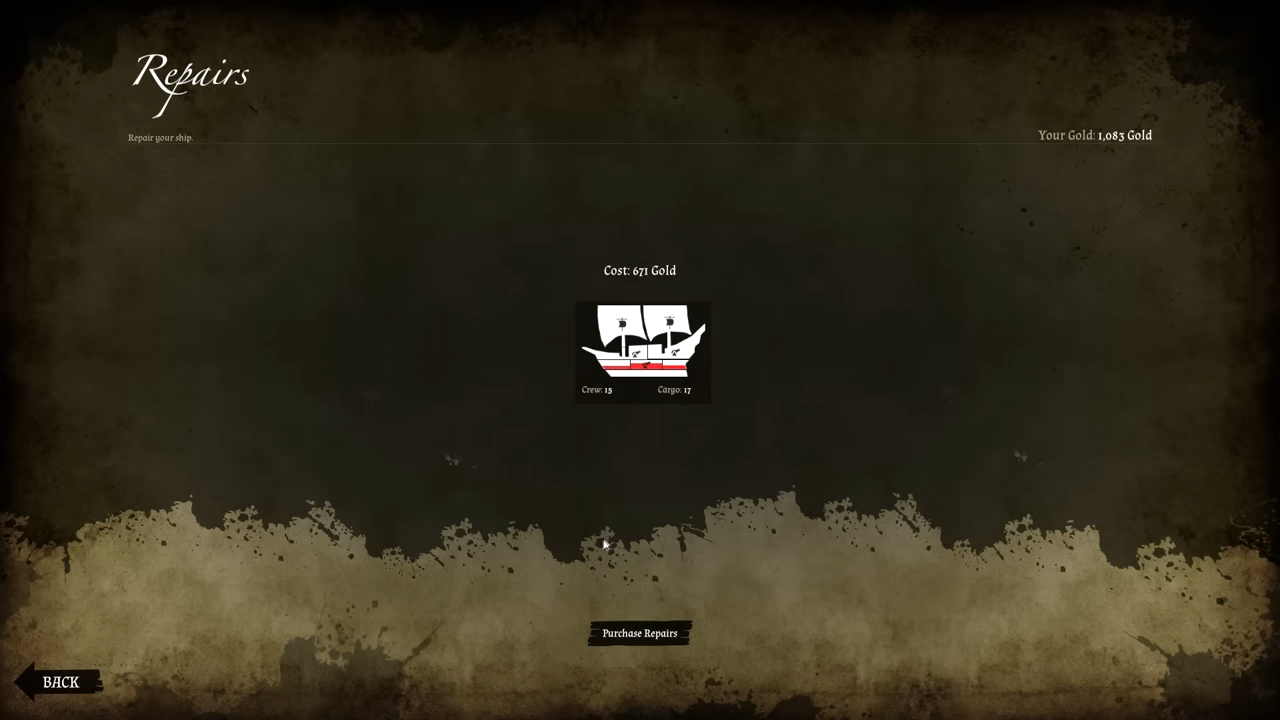 Repairs
Repair your ship.
Your Gold: 1,083 Gold
Cost: 671 Gold
Crew: 15
Cargo: 17
Purchase Repairs
BACK